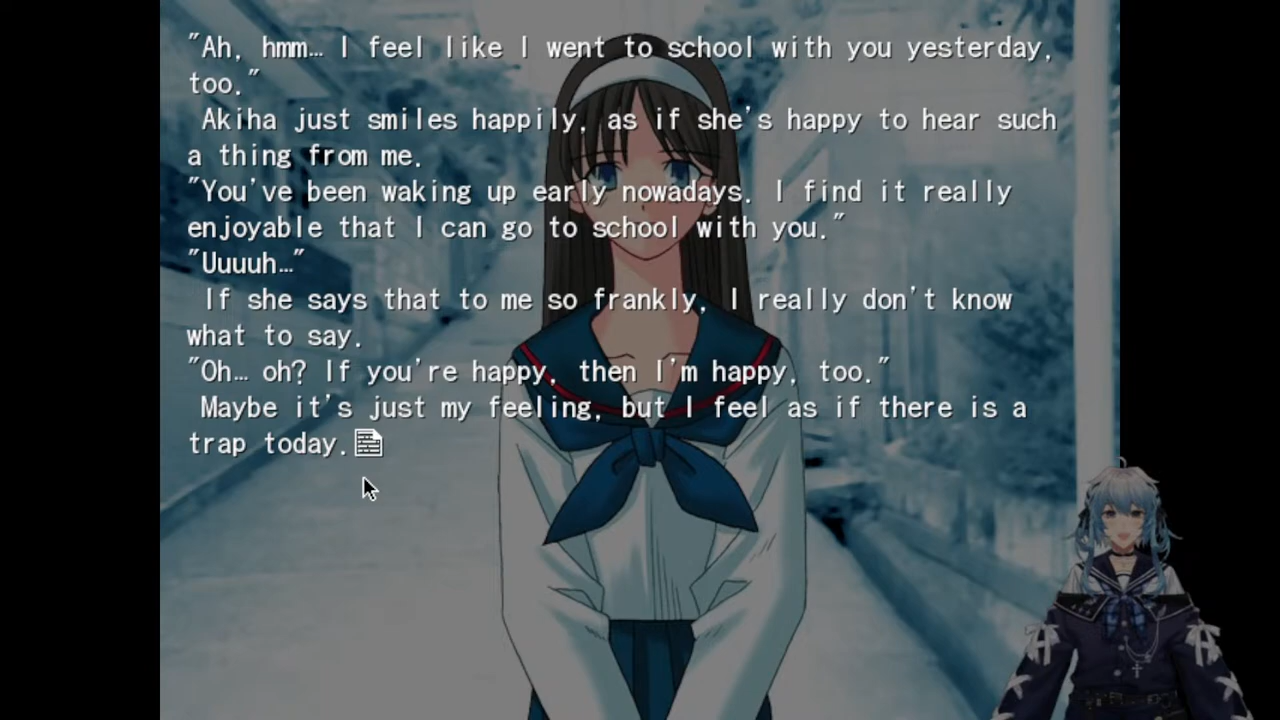 "Ah, hmm… I feel like I went to school with you yesterday,
too."
Akiha just smiles happily, as if she's happy to hear such
a thing from me.
"You've been waking up early nowadays. I find it really
enjoyable that I can go to school with you."
"Uuuuh…"
If she says that to me so frankly, I really don't know
what to say.
"Oh… oh? If you're happy, then I'm happy, too."
Maybe it's just my feeling, but I feel as if there is a
trap today.